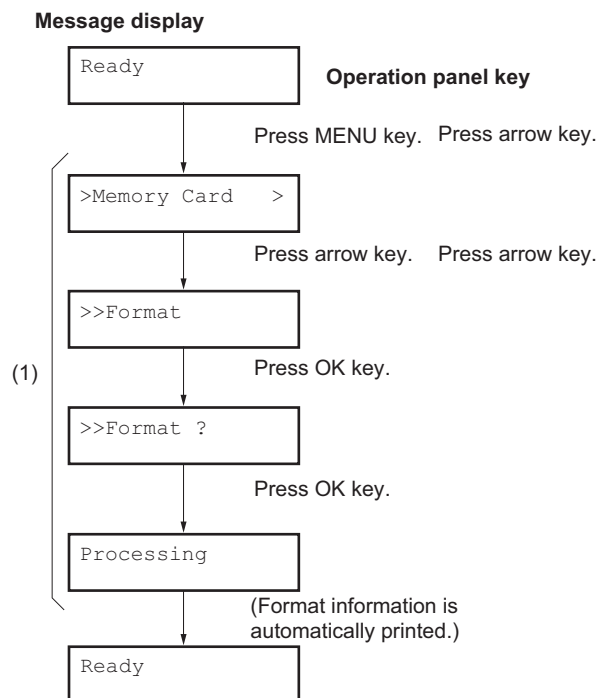 Message display
Ready
Operation panel key
Press MENU key. Press arrow key.
>Memory Card >
Press arrow key. Press arrow key.
>>Format
(1)
Press OK key.
>>Format ?
Press OK key.
Processing
(Format information is
automatically printed.)
Ready